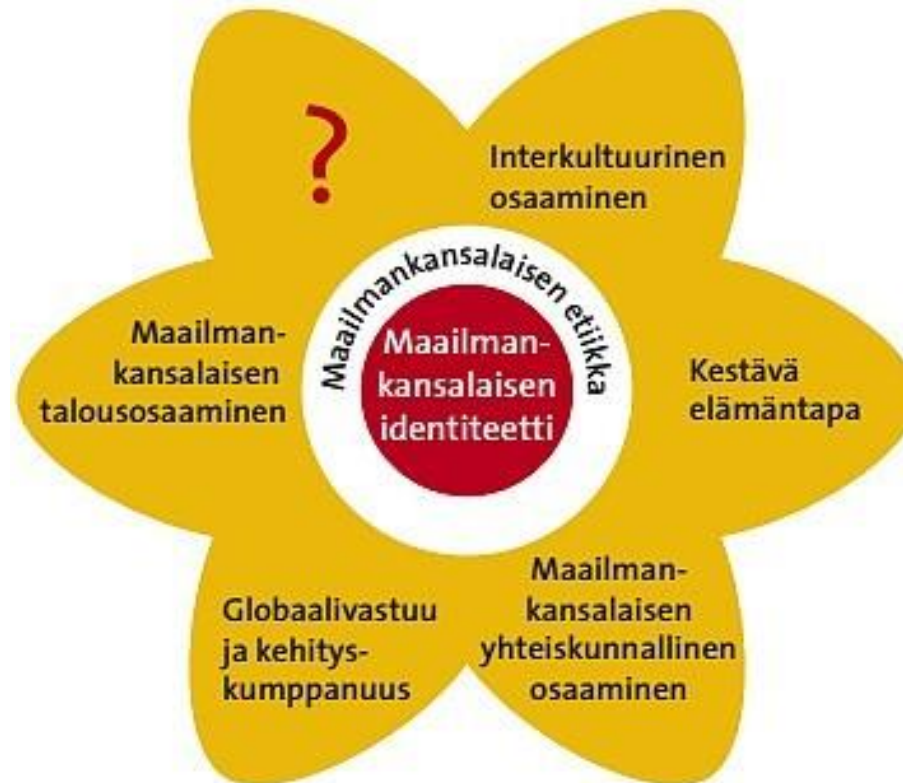 ?
Interkultuurinen
osaaminen
Maailmankansalaisen etiikka
Maailman-
kansalaisen
identiteetti
Maailman-
kansalaisen
talousosaaminen
Kestävä
elämäntapa
Globaalivastuu
ja kehitys-
kumppanuus
Maailman-
kansalaisen
yhteiskunnallinen
osaaminen